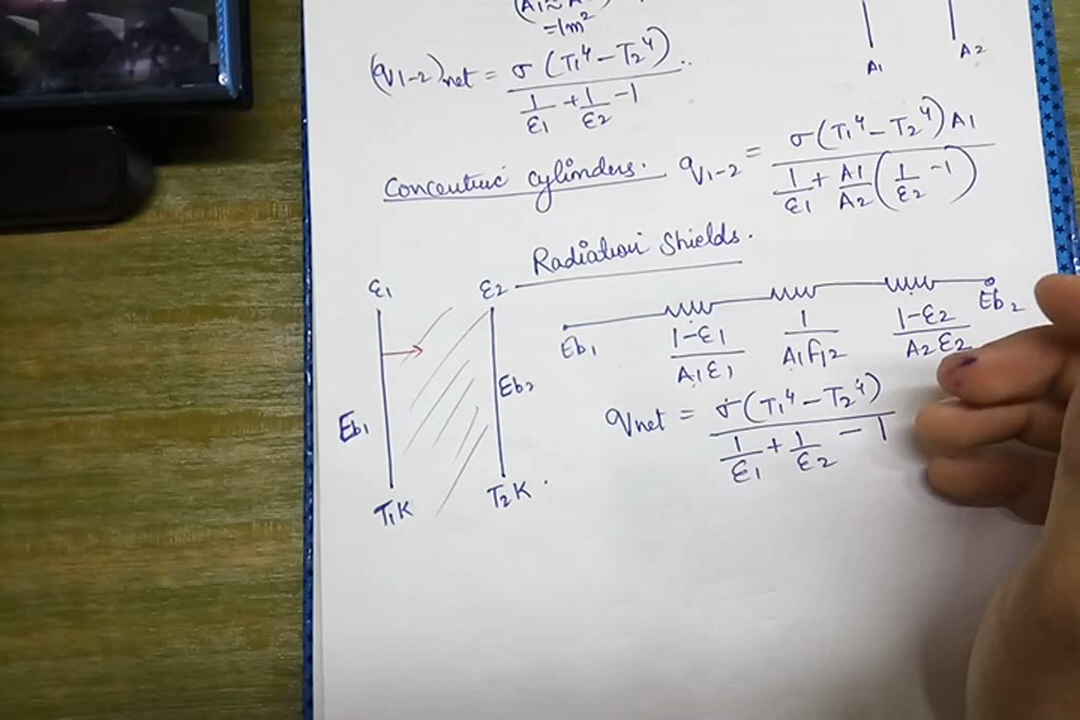 (A1≈A
=1m²
A1
A2
(q1-2)net = σ (T1⁴-T2⁴) / (1/ε1 + 1/ε2 - 1)
Concentric cylinders. q1-2 = σ(T1⁴-T2⁴)A1 / (1/ε1 + A1/A2 (1/ε2 - 1))
Radiation Shields.
ε1
ε2
Eb1
Eb2
T1K
T2K.
Eb1
Eb2
(1-ε1)/(A1ε1)
1/(A1F12)
(1-ε2)/(A2ε2)
qnet = σ(T1⁴-T2⁴) / (1/ε1 + 1/ε2 - 1)